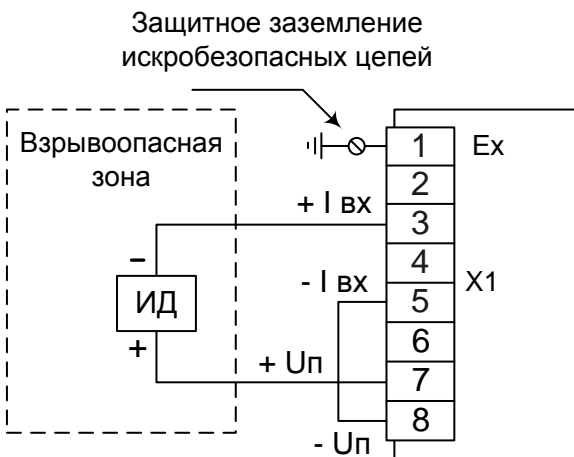 Защитное заземление
искробезопасных цепей
Взрывоопасная
зона
1
Ex
2
+ I вх
3
–
4
- I вх
X1
ИД
5
6
+
+ Uп
7
8
- Uп